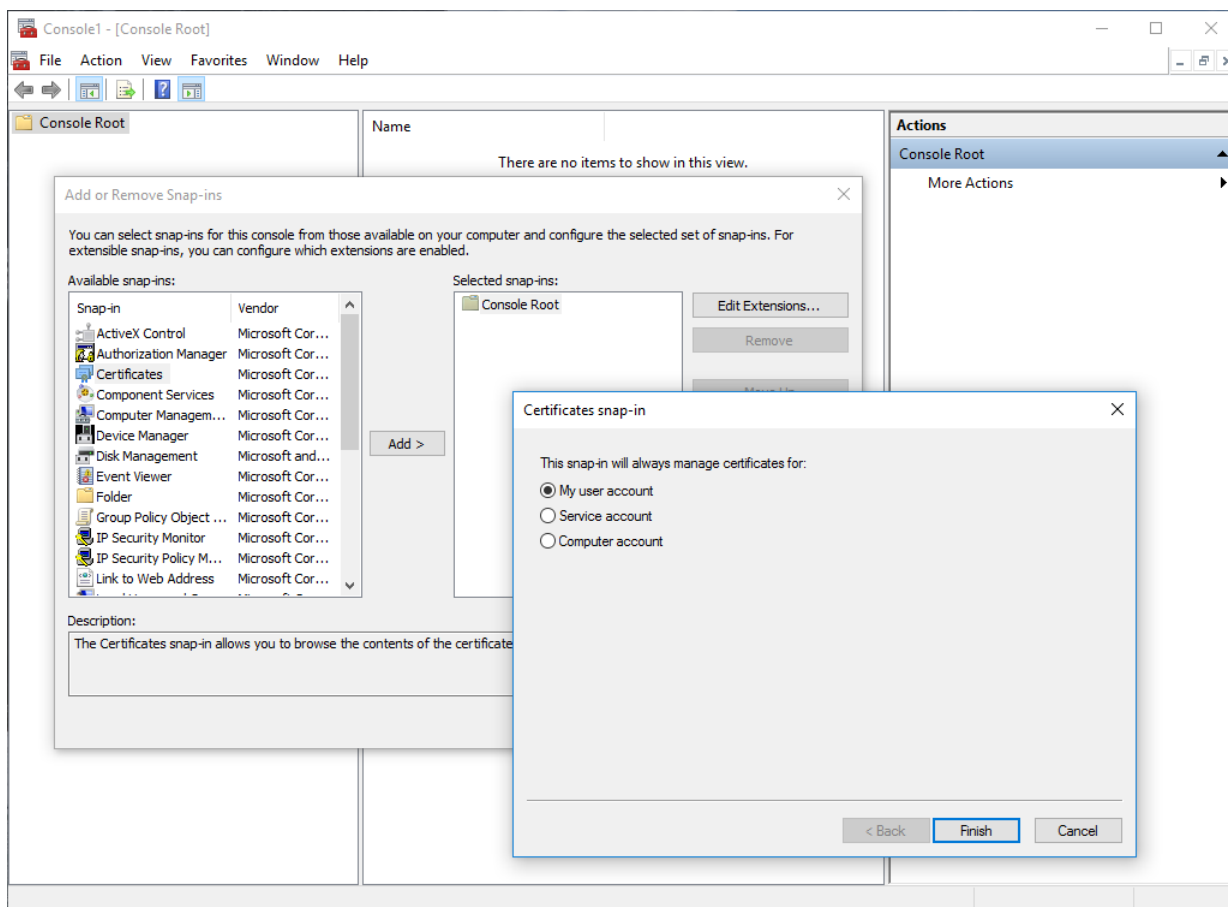 Console1 - [Console Root]
File Action View Favorites Window Help
Console Root
Name
There are no items to show in this view.
Actions
Console Root
More Actions
Add or Remove Snap-ins
You can select snap-ins for this console from those available on your computer and configure the selected set of snap-ins. For
extensible snap-ins, you can configure which extensions are enabled.
Available snap-ins:
Snap-in Vendor
ActiveX Control Microsoft Cor...
Authorization Manager Microsoft Cor...
Certificates Microsoft Cor...
Component Services Microsoft Cor...
Computer Managem... Microsoft Cor...
Device Manager Microsoft Cor...
Disk Management Microsoft and...
Event Viewer Microsoft Cor...
Folder Microsoft Cor...
Group Policy Object ... Microsoft Cor...
IP Security Monitor Microsoft Cor...
IP Security Policy M... Microsoft Cor...
Link to Web Address Microsoft Cor...
Add >
Selected snap-ins:
Console Root
Edit Extensions...
Remove
Description:
The Certificates snap-in allows you to browse the contents of the certificate
Certificates snap-in
This snap-in will always manage certificates for:
My user account
Service account
Computer account
< Back Finish Cancel